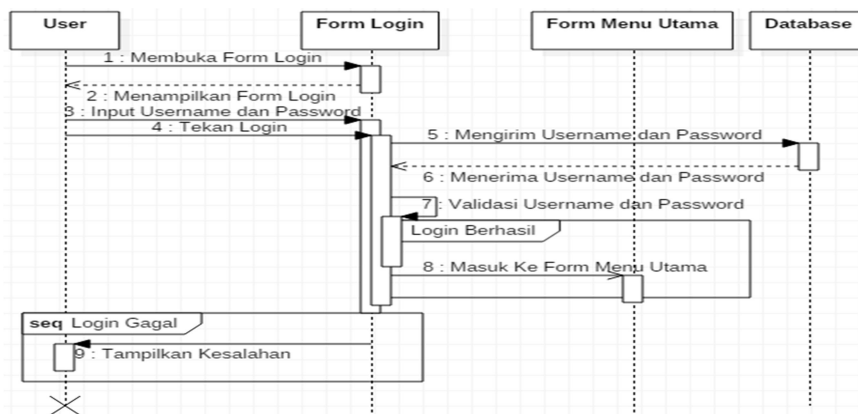 User
Form Login
Form Menu Utama
Database
1 : Membuka Form Login
2 : Menampilkan Form Login
3 : Input Username dan Password
4 : Tekan Login
5 : Mengirim Username dan Password
6 : Menerima Username dan Password
7 : Validasi Username dan Password
Login Berhasil
8 : Masuk Ke Form Menu Utama
seq Login Gagal
9 : Tampilkan Kesalahan